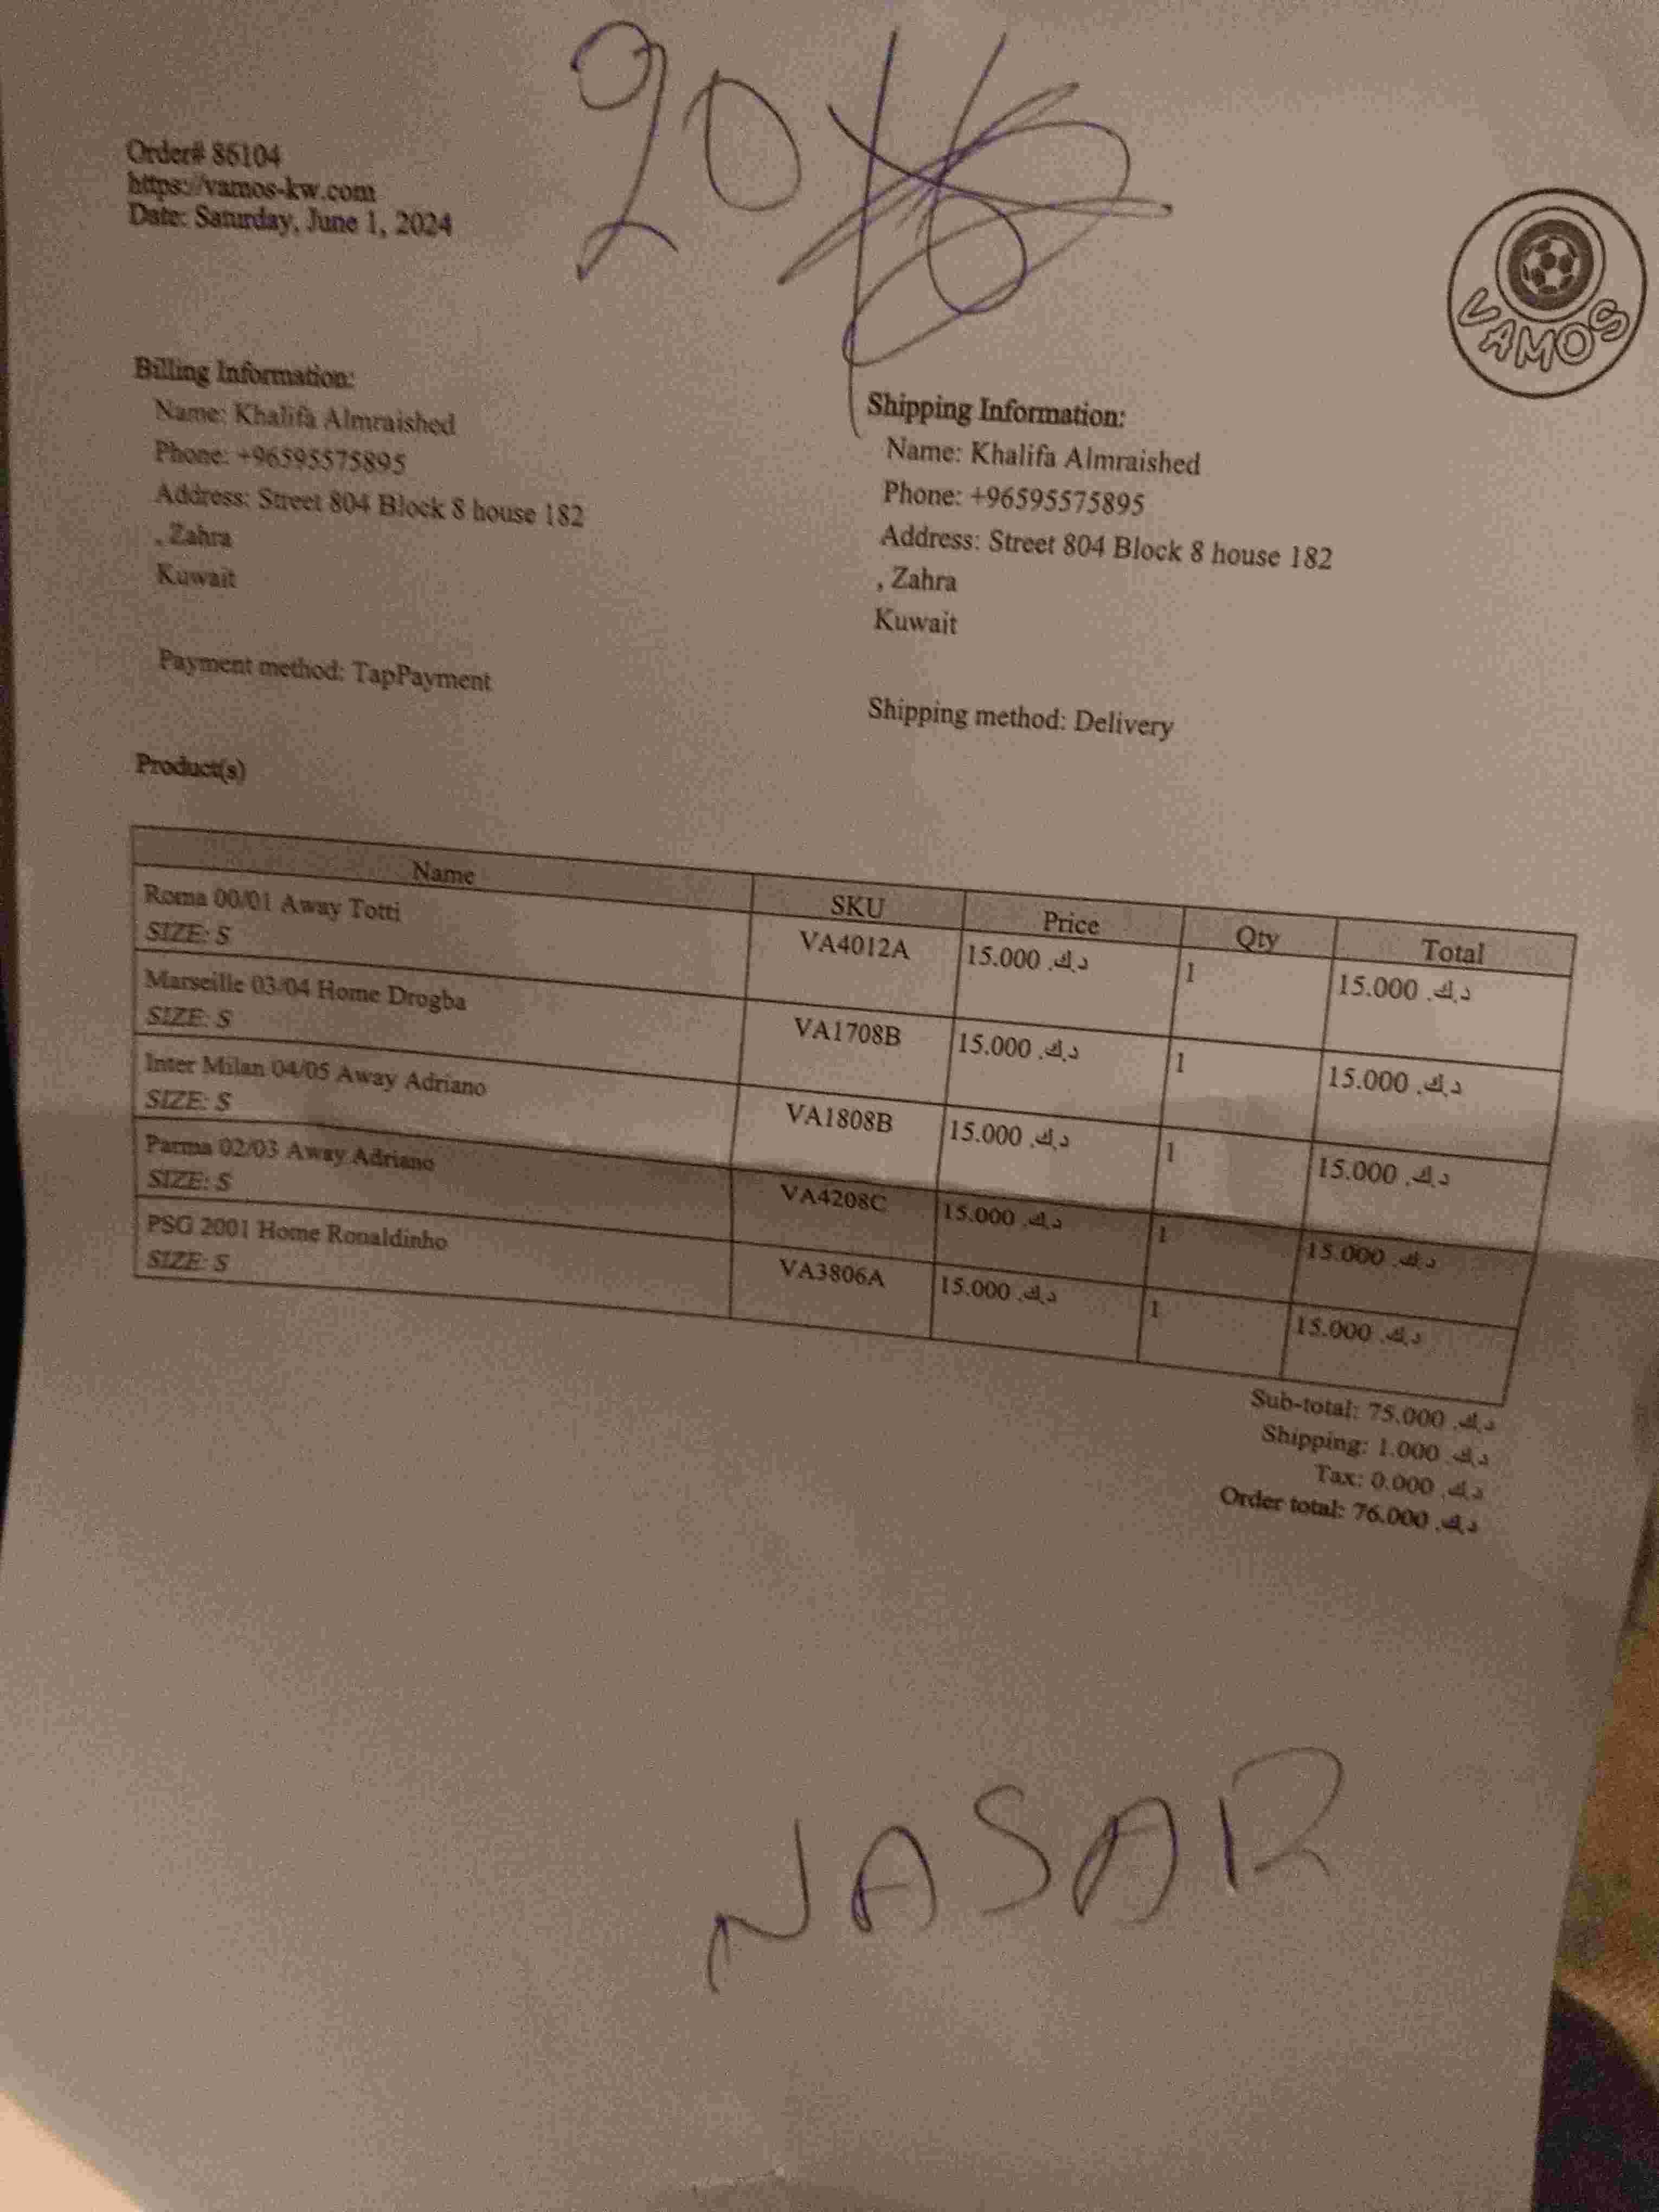 90
Order# 86104
https://vamos-kw.com
Date: Saturday, June 1, 2024
VAMOS
Billing Information:
Name: Khalifa Almraished
Phone: +96595575895
Address: Street 804 Block 8 house 182
, Zahra
Kuwait
Payment method: TapPayment
Shipping Information:
Name: Khalifa Almraished
Phone: +96595575895
Address: Street 804 Block 8 house 182
, Zahra
Kuwait
Shipping method: Delivery
Product(s)
Name SKU Price Qty Total
Roma 00/01 Away Totti VA4012A 15.000 د.ك. 1 15.000 د.ك.
SIZE: S
Marseille 03/04 Home Drogba VA1708B 15.000 د.ك. 1 15.000 د.ك.
SIZE: S
Inter Milan 04/05 Away Adriano VA1808B 15.000 د.ك. 1 15.000 د.ك.
SIZE: S
Parma 02/03 Away Adriano VA4208C 15.000 د.ك. 1 15.000 د.ك.
SIZE: S
PSG 2001 Home Ronaldinho VA3806A 15.000 د.ك. 1 15.000 د.ك.
SIZE: S
Sub-total: 75.000 د.ك.
Shipping: 1.000 د.ك.
Tax: 0.000 د.ك.
Order total: 76.000 د.ك.
NASAR